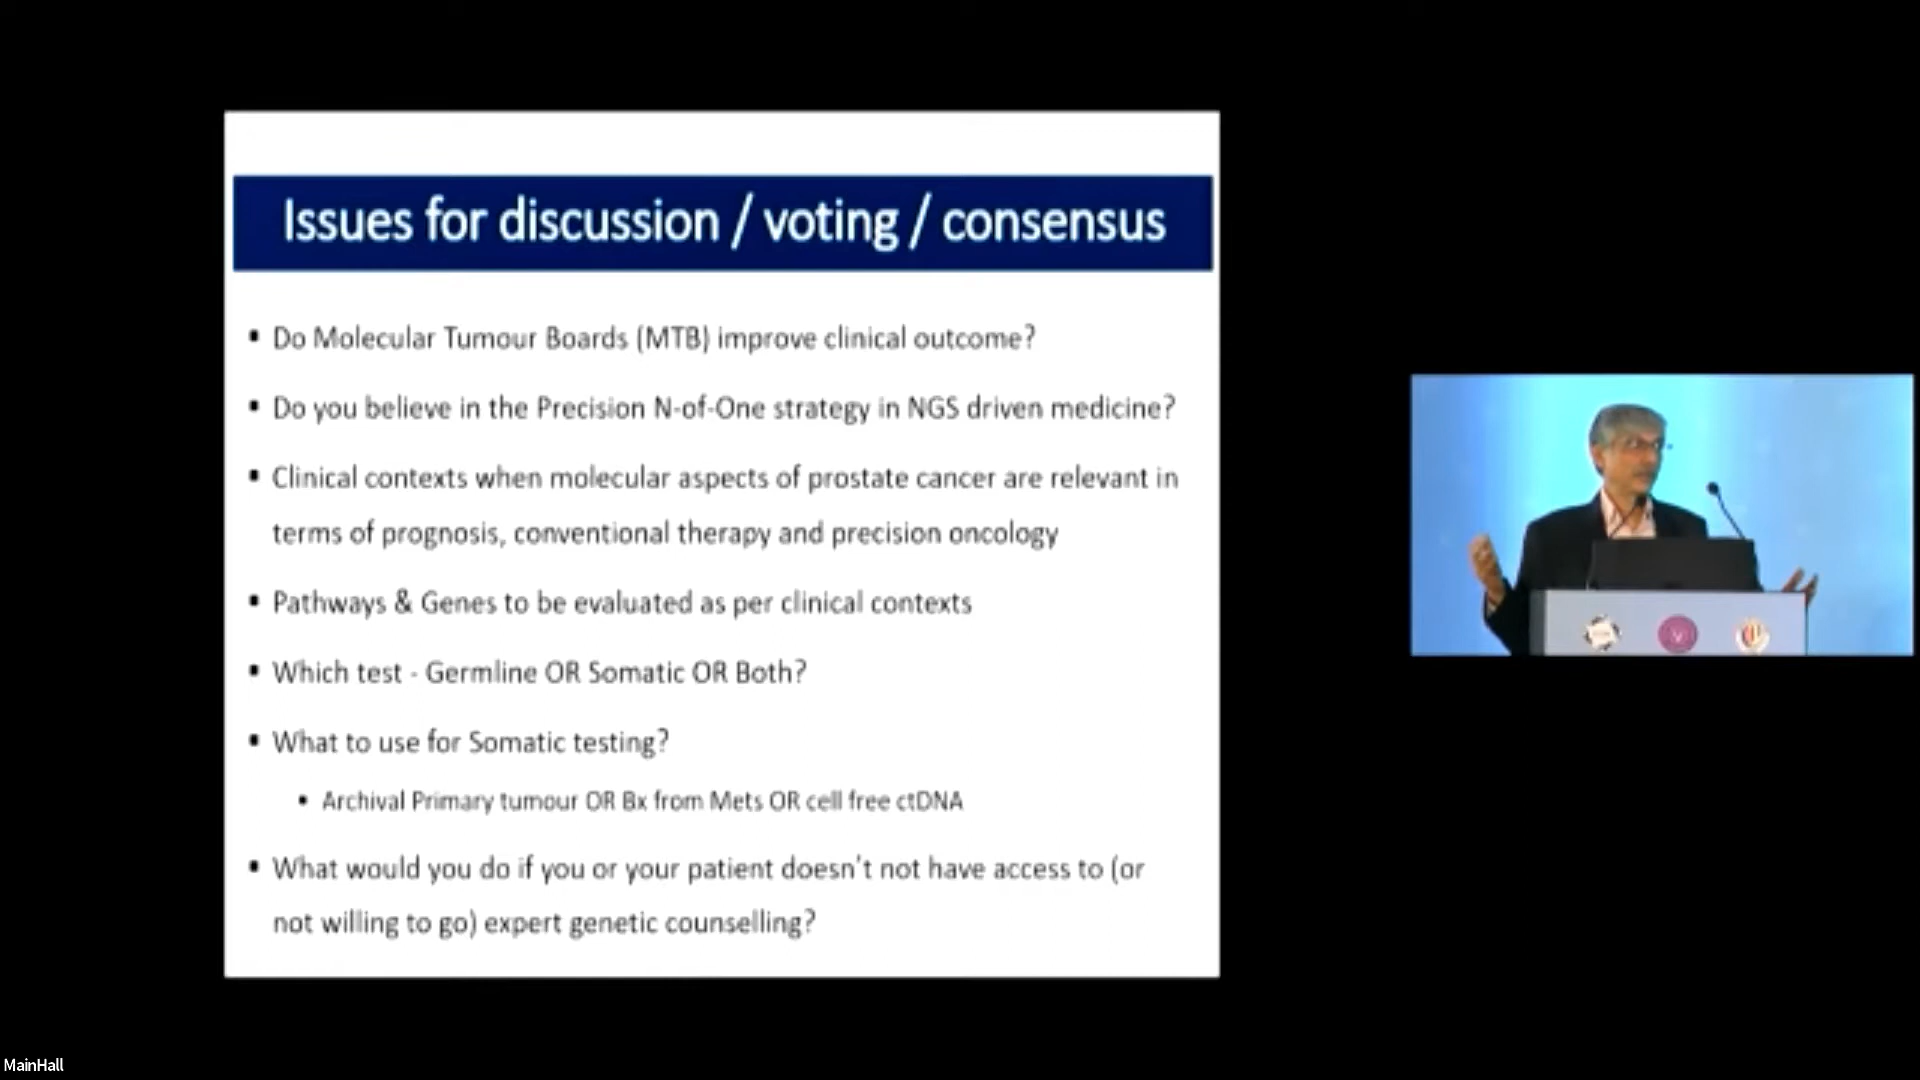 Issues for discussion / voting / consensus
▪ Do Molecular Tumour Boards (MTB) improve clinical outcome?
▪ Do you believe in the Precision N-of-One strategy in NGS driven medicine?
▪ Clinical contexts when molecular aspects of prostate cancer are relevant in
terms of prognosis, conventional therapy and precision oncology
▪ Pathways & Genes to be evaluated as per clinical contexts
▪ Which test - Germline OR Somatic OR Both?
▪ What to use for Somatic testing?
• Archival Primary tumour OR Bx from Mets OR cell free ctDNA
▪ What would you do if you or your patient doesn't not have access to (or
not willing to go) expert genetic counselling?
MainHall